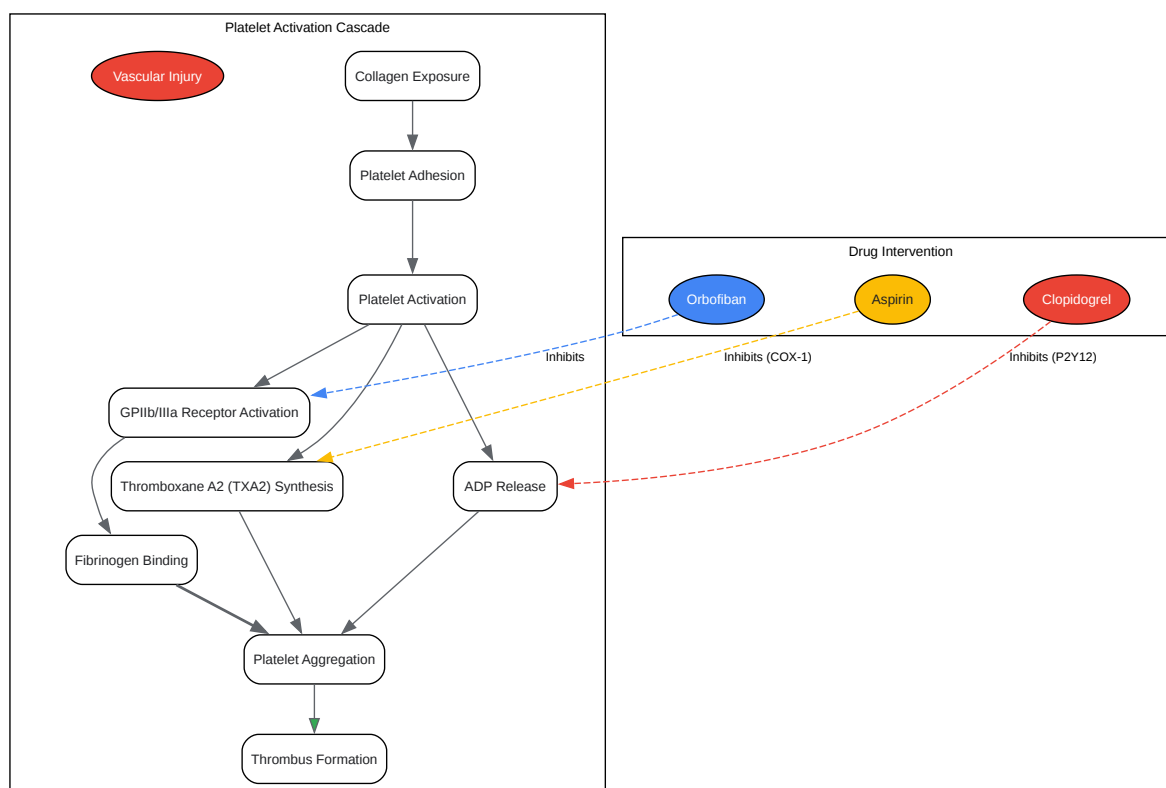 Platelet Activation Cascade
Vascular Injury
Collagen Exposure
Platelet Adhesion
Drug Intervention
Platelet Activation
Orbofiban
Aspirin
Clopidogrel
Inhibits
Inhibits (COX-1)
Inhibits (P2Y12)
GPIIb/IIIa Receptor Activation
Thromboxane A2 (TXA2) Synthesis
ADP Release
Fibrinogen Binding
Platelet Aggregation
Thrombus Formation